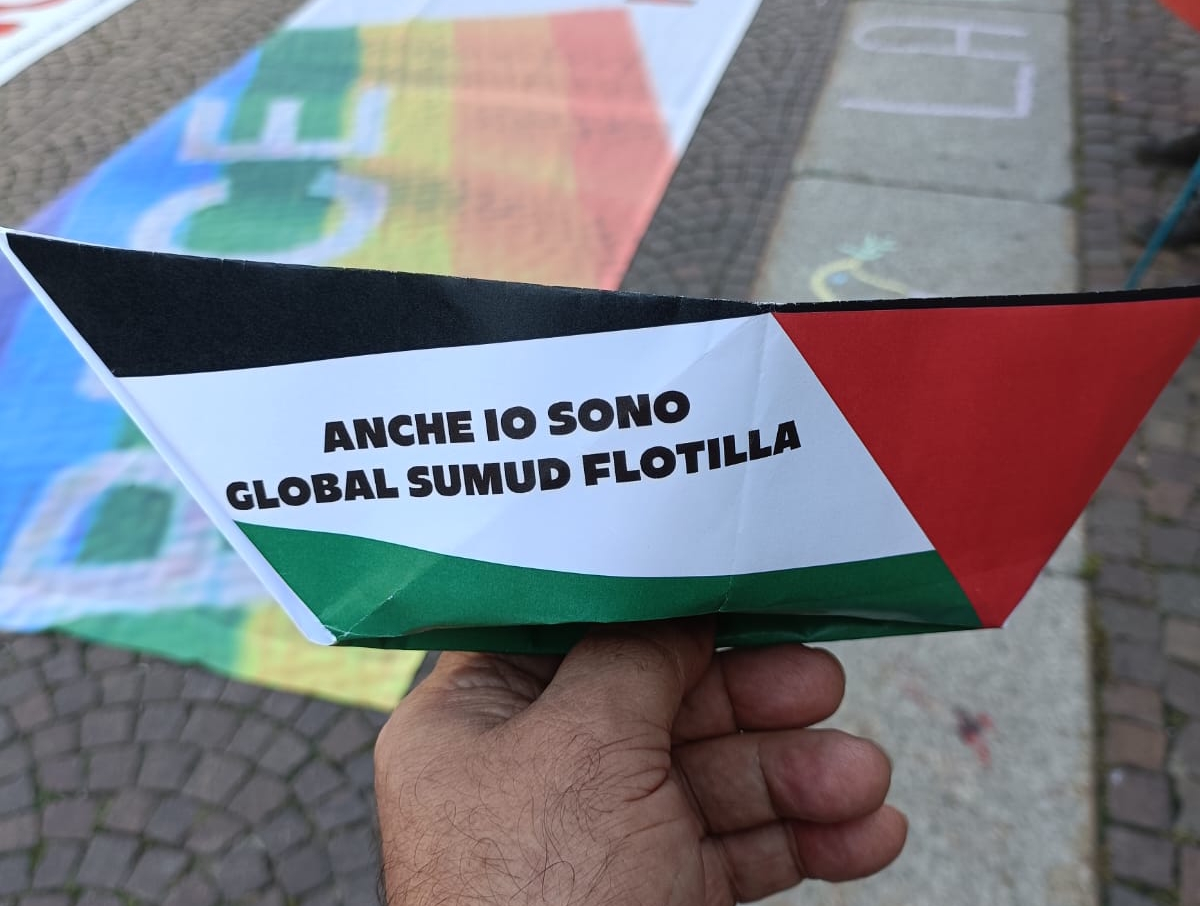 ANCHE IO SONO
GLOBAL SUMUD FLOTILLA